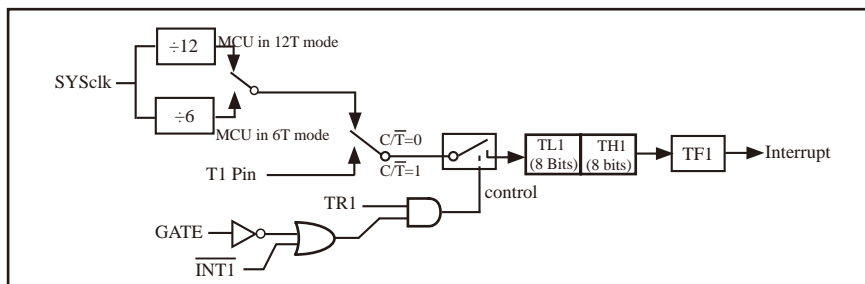 ÷12
MCU in 12T mode
SYSclk
÷6
MCU in 6T mode
C/T̅=0
C/T̅=1
T1 Pin
TL1
(8 Bits)
TH1
(8 bits)
TF1
Interrupt
control
TR1
GATE
I̅N̅T̅1̅